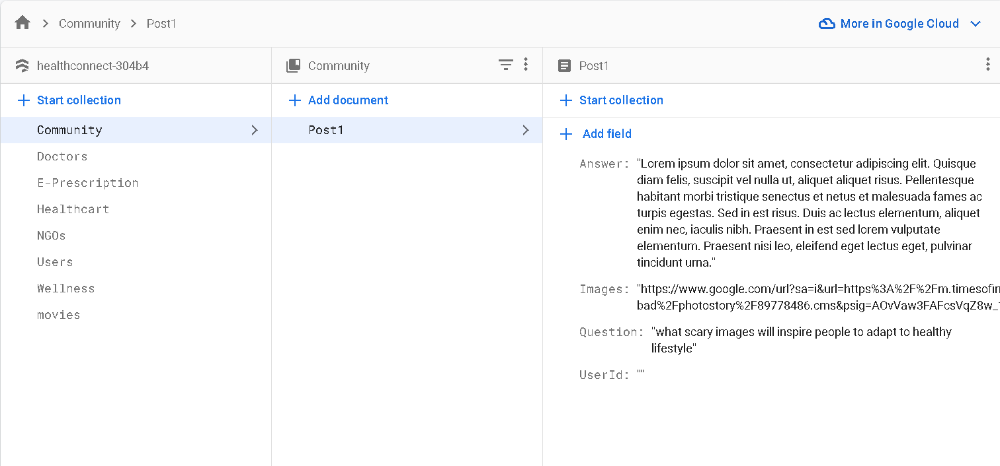 Community
Post1
More in Google Cloud
healthconnect-304b4
Community
Post1
Start collection
Add document
Start collection
Community
Post1
Add field
Doctors
E-Prescription
Healthcart
NGOs
Users
Wellness
movies
Answer: "Lorem ipsum dolor sit amet, consectetur adipiscing elit. Quisque
diam felis, suscipit vel nulla ut, aliquet aliquet risus. Pellentesque
habitant morbi tristique senectus et netus et malesuada fames ac
turpis egestas. Sed in est risus. Duis ac lectus elementum, aliquet
enim nec, iaculis nibh. Praesent in est sed lorem vulputate
elementum. Praesent nisi leo, eleifend eget lectus eget, pulvinar
tincidunt urna."
Images: "https://www.google.com/url?sa=i&url=https%3A%2F%2Fm.timesofin
bad%2Fphotostory%2F89778486.cms&psig=AOvVaw3FAFcsVqZ8w_
Question: "what scary images will inspire people to adapt to healthy
lifestyle"
UserId: ""